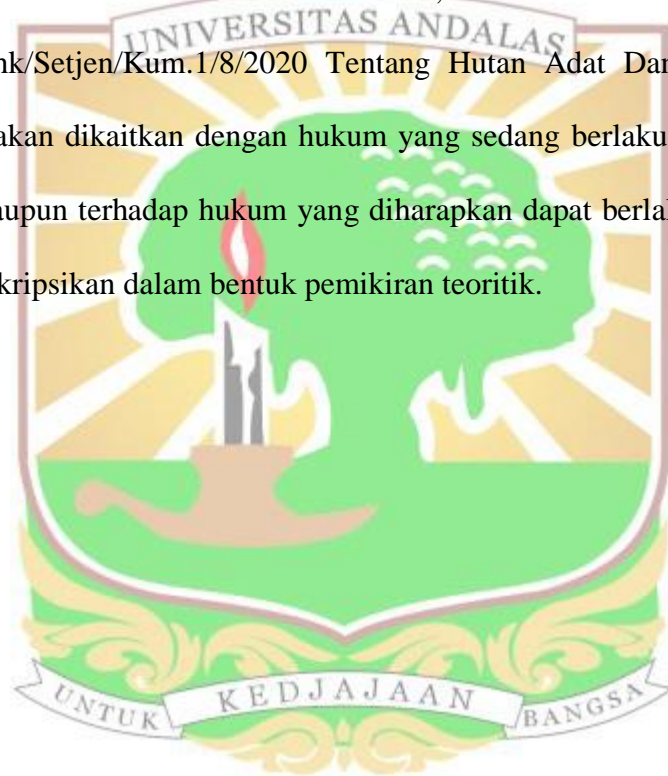 UNIVERSITAS ANDALAS
nk/Setjen/Kum.1/8/2020 Tentang Hutan Adat Dan
akan dikaitkan dengan hukum yang sedang berlaku
aupun terhadap hukum yang diharapkan dapat berla
kripsikan dalam bentuk pemikiran teoritik.
UNTUK KEDJAJAAN BANGSA